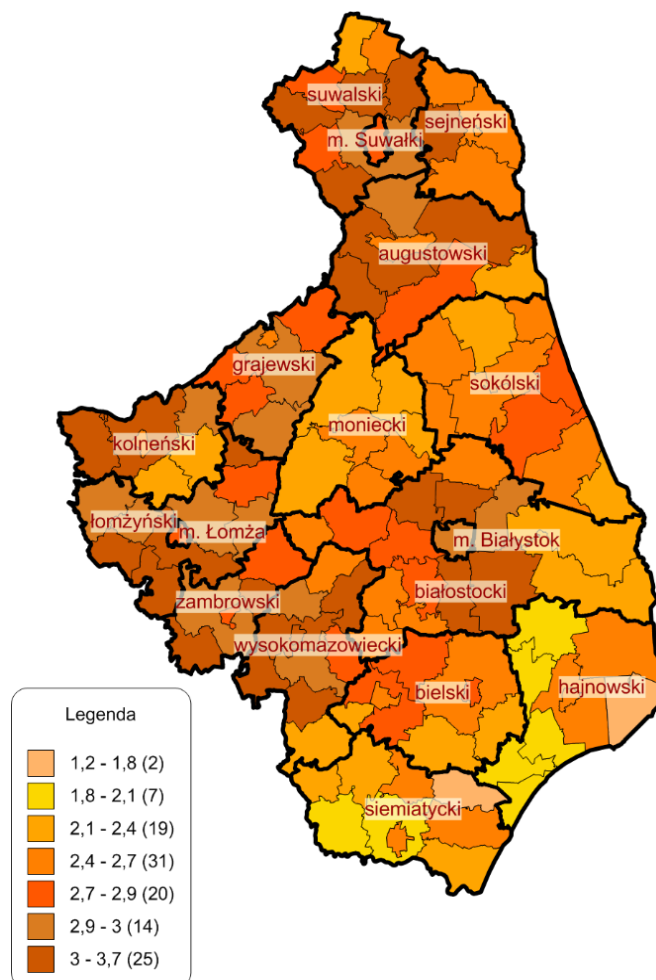 suwalski
sejneński
m. Suwałki
augustowski
grajewski
sokólski
moniecki
kolneński
łomżyński
m. Łomża
m. Białystok
białostocki
zambrowski
wysokomazowiecki
bielski
hajnowski
siemiatycki
Legenda
1,2 - 1,8 (2)
1,8 - 2,1 (7)
2,1 - 2,4 (19)
2,4 - 2,7 (31)
2,7 - 2,9 (20)
2,9 - 3 (14)
3 - 3,7 (25)